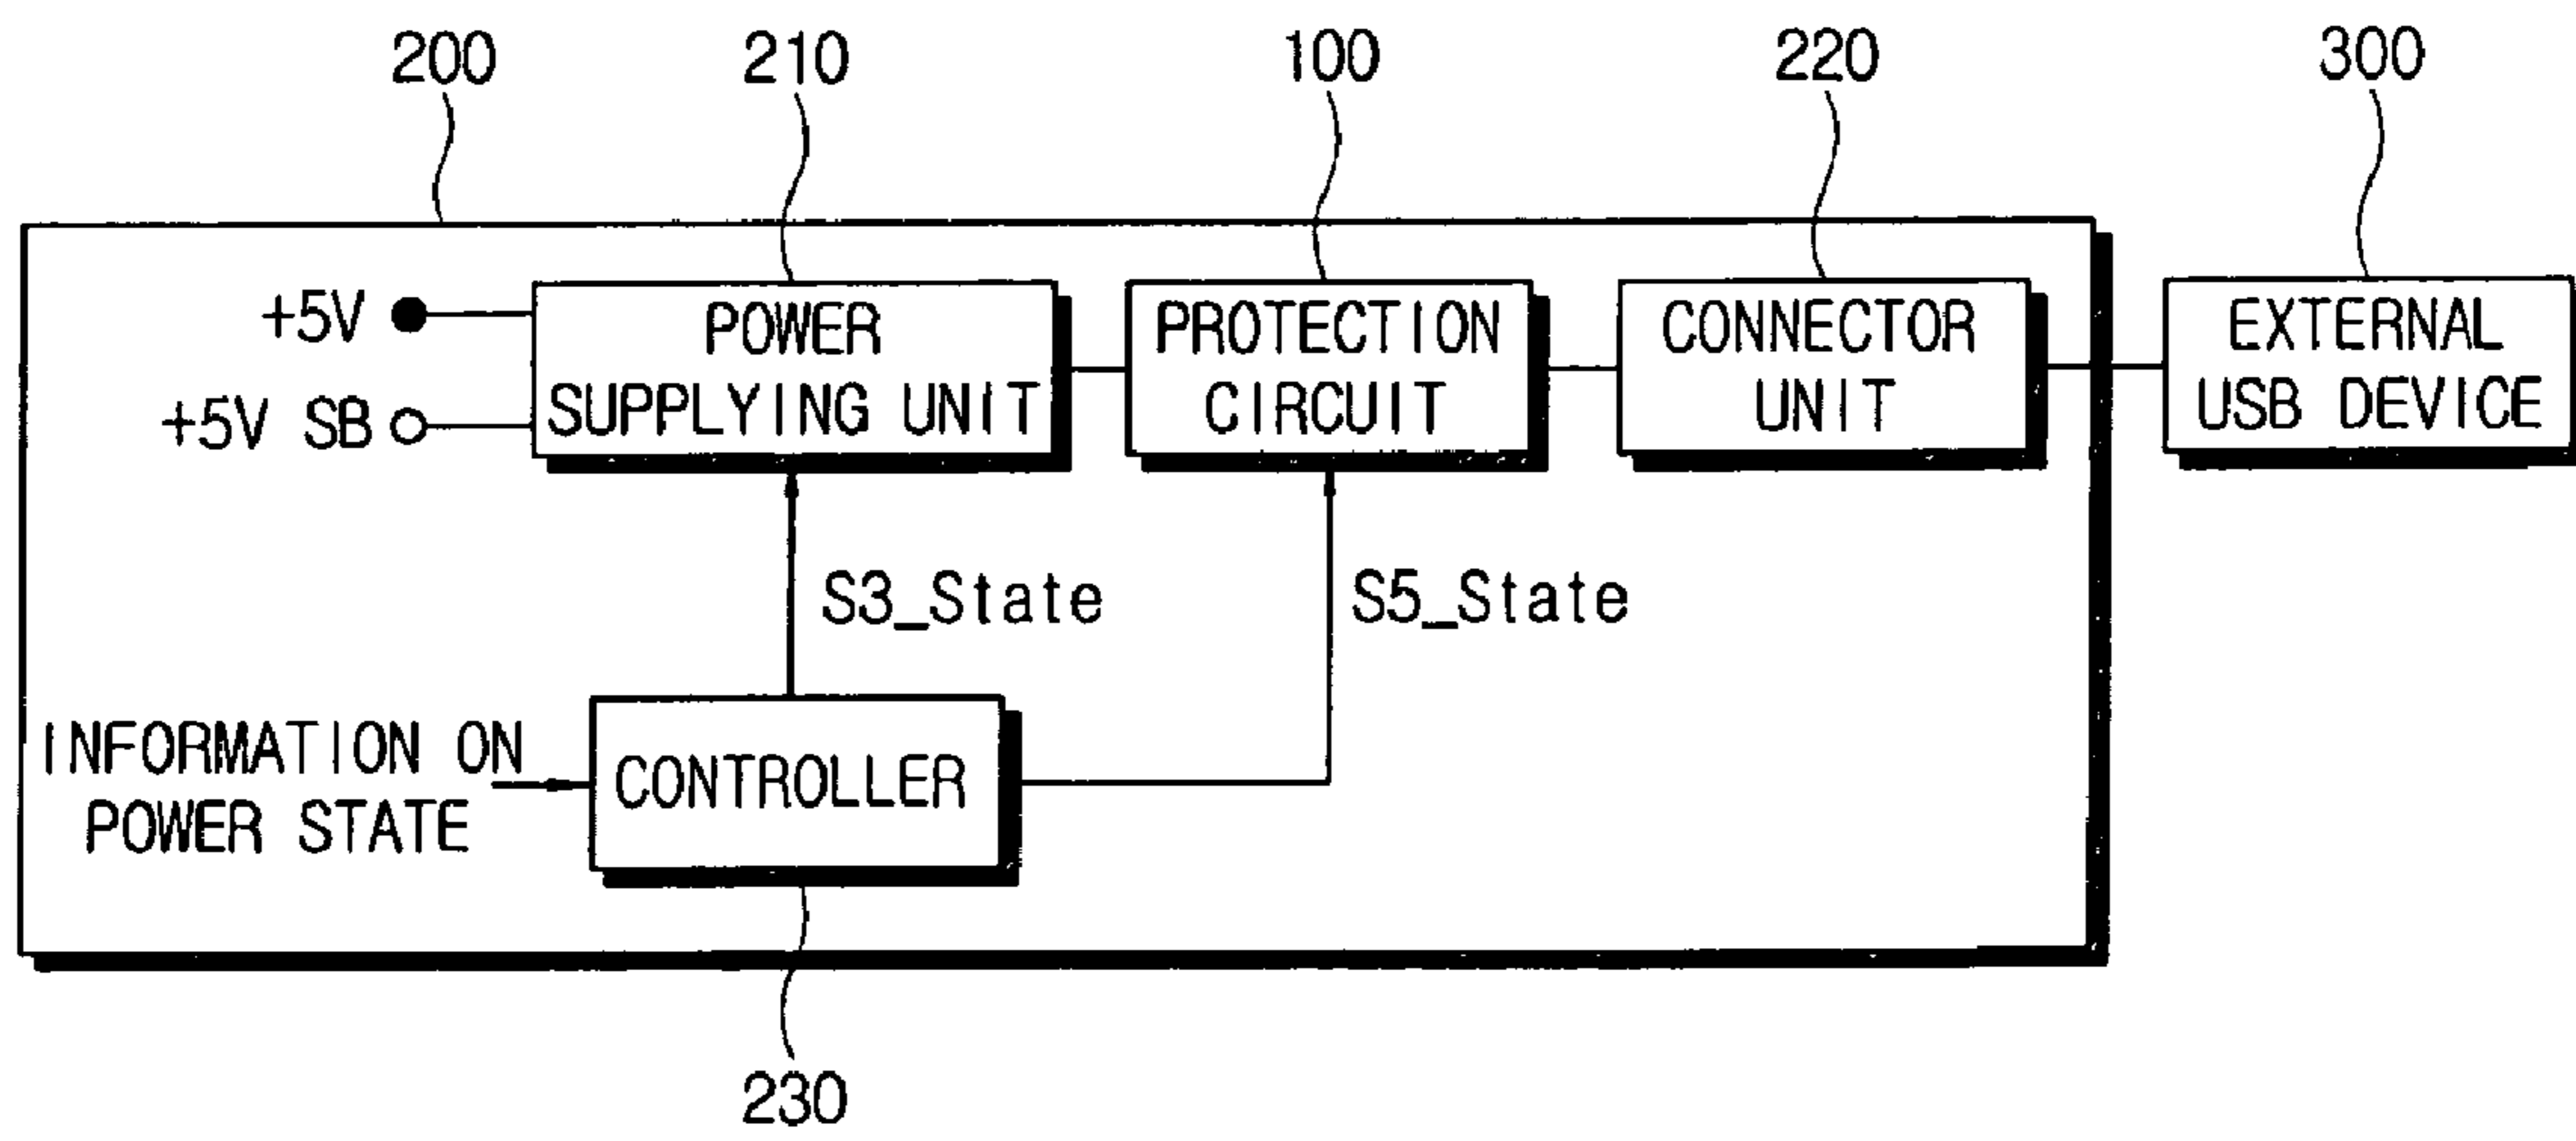 200
210
100
220
300
+5V
+5V SB
POWER
SUPPLYING UNIT
PROTECTION
CIRCUIT
CONNECTOR
UNIT
EXTERNAL
USB DEVICE
S3_State
S5_State
INFORMATION ON
POWER STATE
CONTROLLER
230